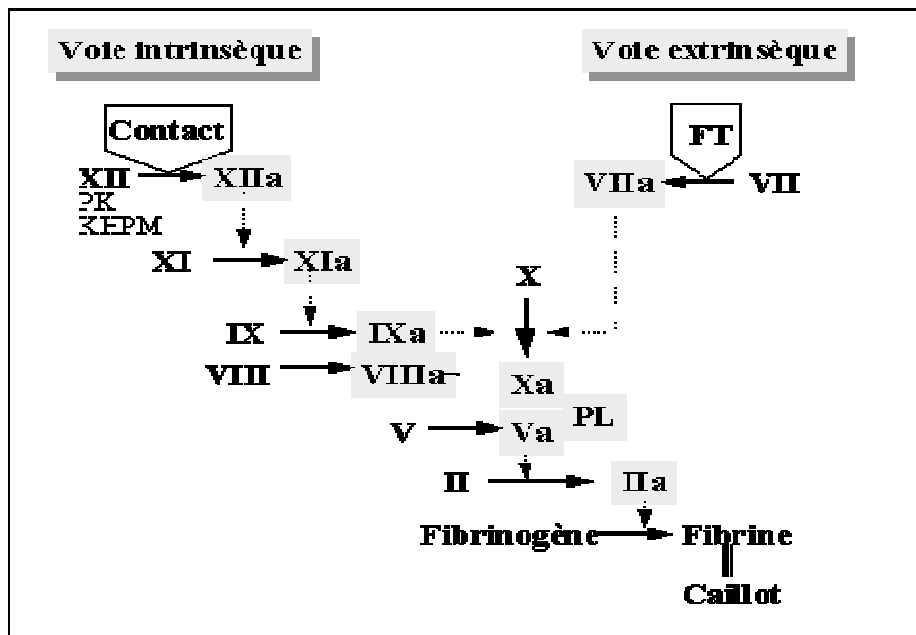 Voie intrinsèque
Voie extrinsèque
Contact
FT
XII
XIIa
VIIa
VII
PK
KEPM
XI
XIa
X
IX
IXa
VIII
VIIIa
Xa
PL
V
Va
II
IIa
Fibrinogène
Fibrine
Caillot